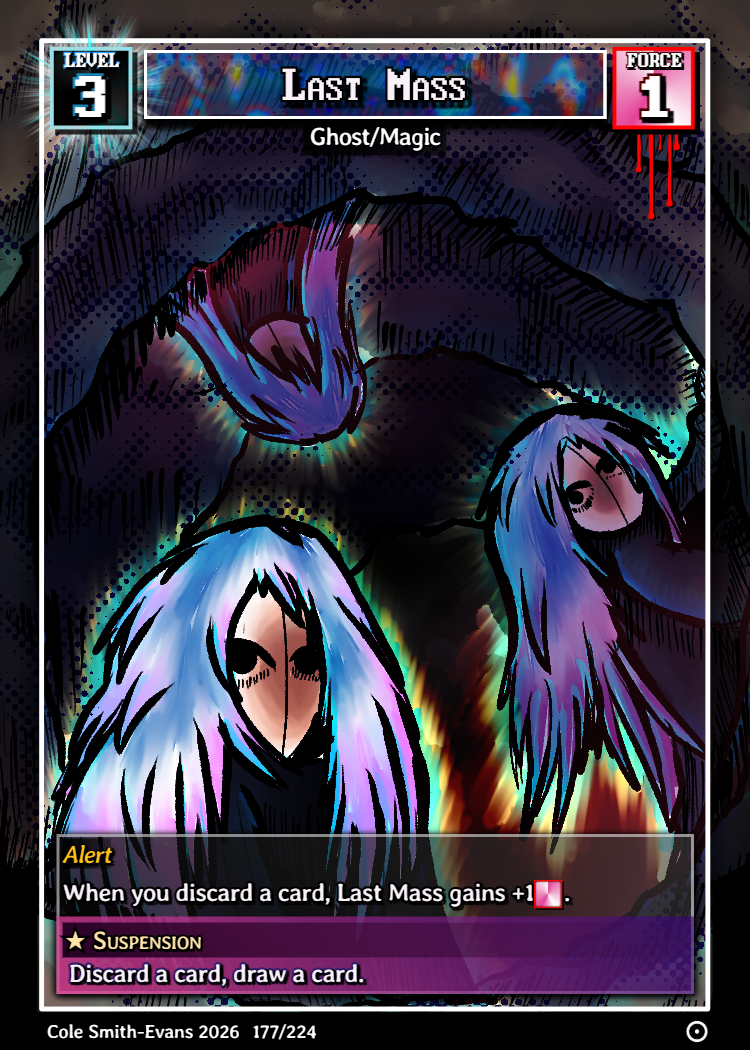 LEVEL
3
Last Mass
FORCE
1
Ghost/Magic
Alert
When you discard a card, Last Mass gains +1.
★ Suspension
Discard a card, draw a card.
Cole Smith-Evans 2026 177/224